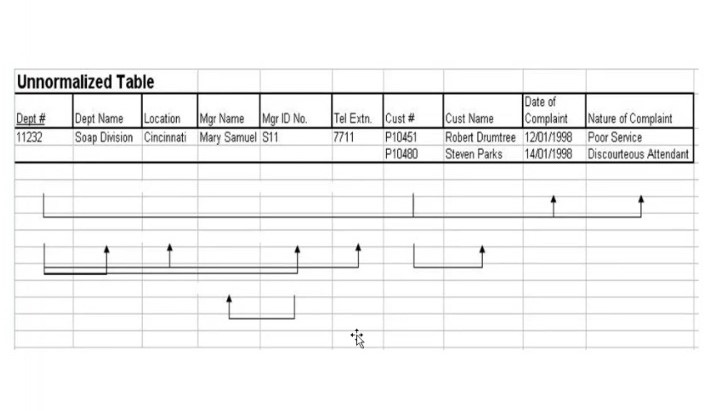 Unnormalized Table
Dept # Dept Name Location Mgr Name Mgr ID No. Tel Extn. Cust # Cust Name Date of Complaint Nature of Complaint
11232 Soap Division Cincinnati Mary Samuel S11 7711 P10451 Robert Drumtree 12/01/1998 Poor Service
P10480 Steven Parks 14/01/1998 Discourteous Attendant